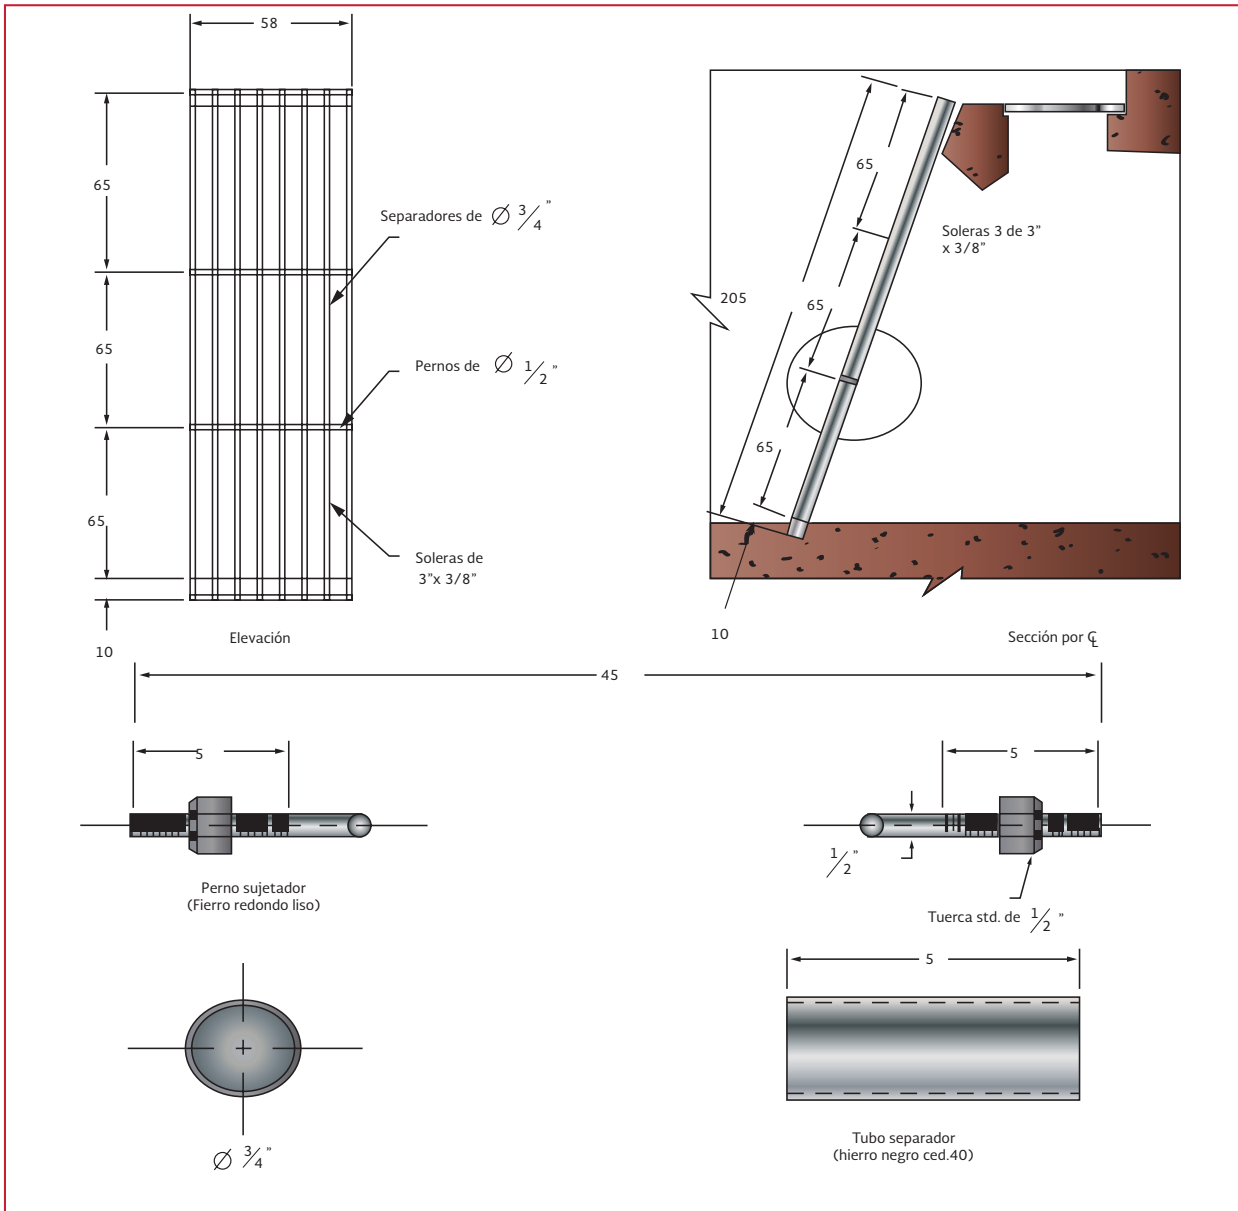 58
65
65
65
10
Separadores de Ø 3/4”
Pernos de Ø 1/2”
Soleras de
3”x 3/8”
Elevación
205
65
65
65
10
Soleras 3 de 3”
x 3/8”
Sección por ℄
45
5
5
Perno sujetador
(Fierro redondo liso)
1/2”
Tuerca std. de 1/2”
Ø 3/4”
5
Tubo separador
(hierro negro ced.40)